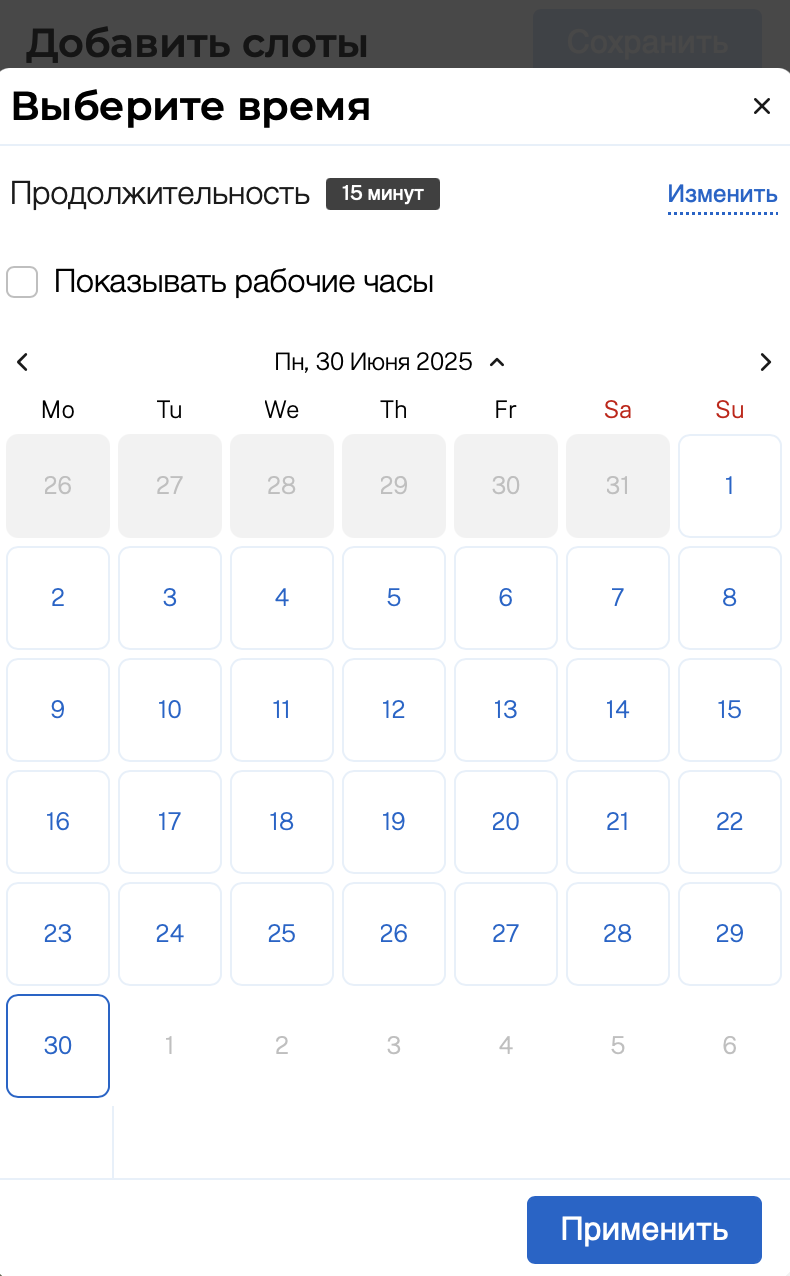 Добавить слоты Сохранить
Выберите время
Продолжительность 15 минут Изменить
Показывать рабочие часы
Пн, 30 Июня 2025
Mo Tu We Th Fr Sa Su
26 27 28 29 30 31 1
2 3 4 5 6 7 8
9 10 11 12 13 14 15
16 17 18 19 20 21 22
23 24 25 26 27 28 29
30 1 2 3 4 5 6
Применить